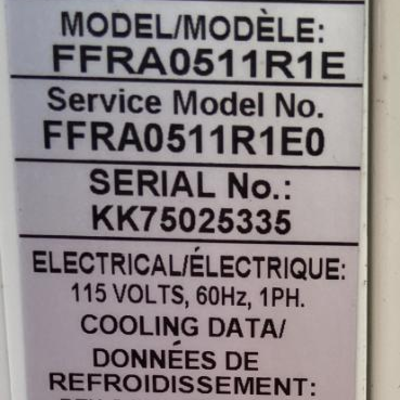 MODEL/MODÈLE:
FFRA0511R1E
Service Model No.
FFRA0511R1E0
SERIAL No.:
KK75025335
ELECTRICAL/ÉLECTRIQUE:
115 VOLTS, 60Hz, 1PH.
COOLING DATA/
DONNÉES DE
REFROIDISSEMENT: